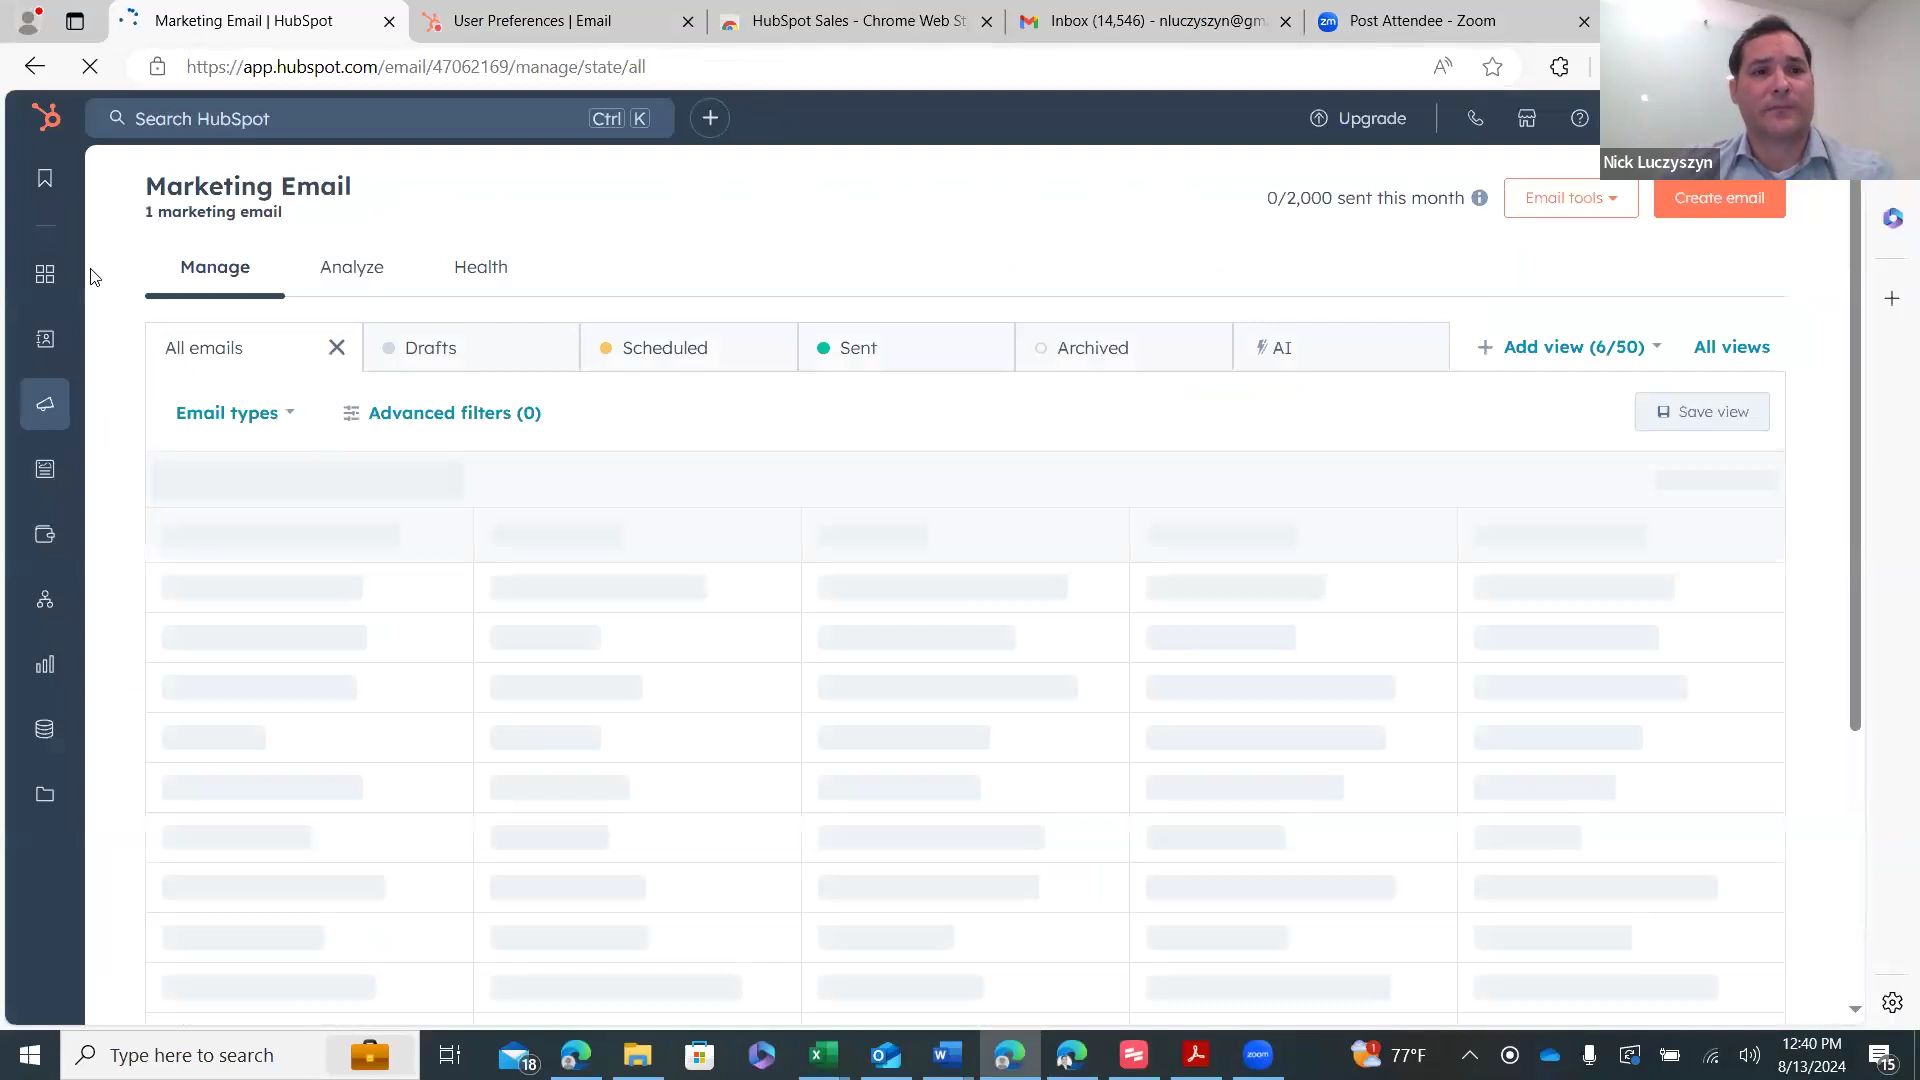 Marketing Email | HubSpot
User Preferences | Email
HubSpot Sales - Chrome Web St
Inbox (14,546) - nluczyszyn@gm
Post Attendee - Zoom
https://app.hubspot.com/email/47062169/manage/state/all
Search HubSpot
Ctrl K
Upgrade
Nick Luczyszyn
Marketing Email
1 marketing email
0/2,000 sent this month
Email tools
Create email
Manage
Analyze
Health
All emails
Drafts
Scheduled
Sent
Archived
AI
Add view (6/50)
All views
Email types
Advanced filters (0)
Save view
Type here to search
18
zoom
1
77°F
12:40 PM
8/13/2024
15